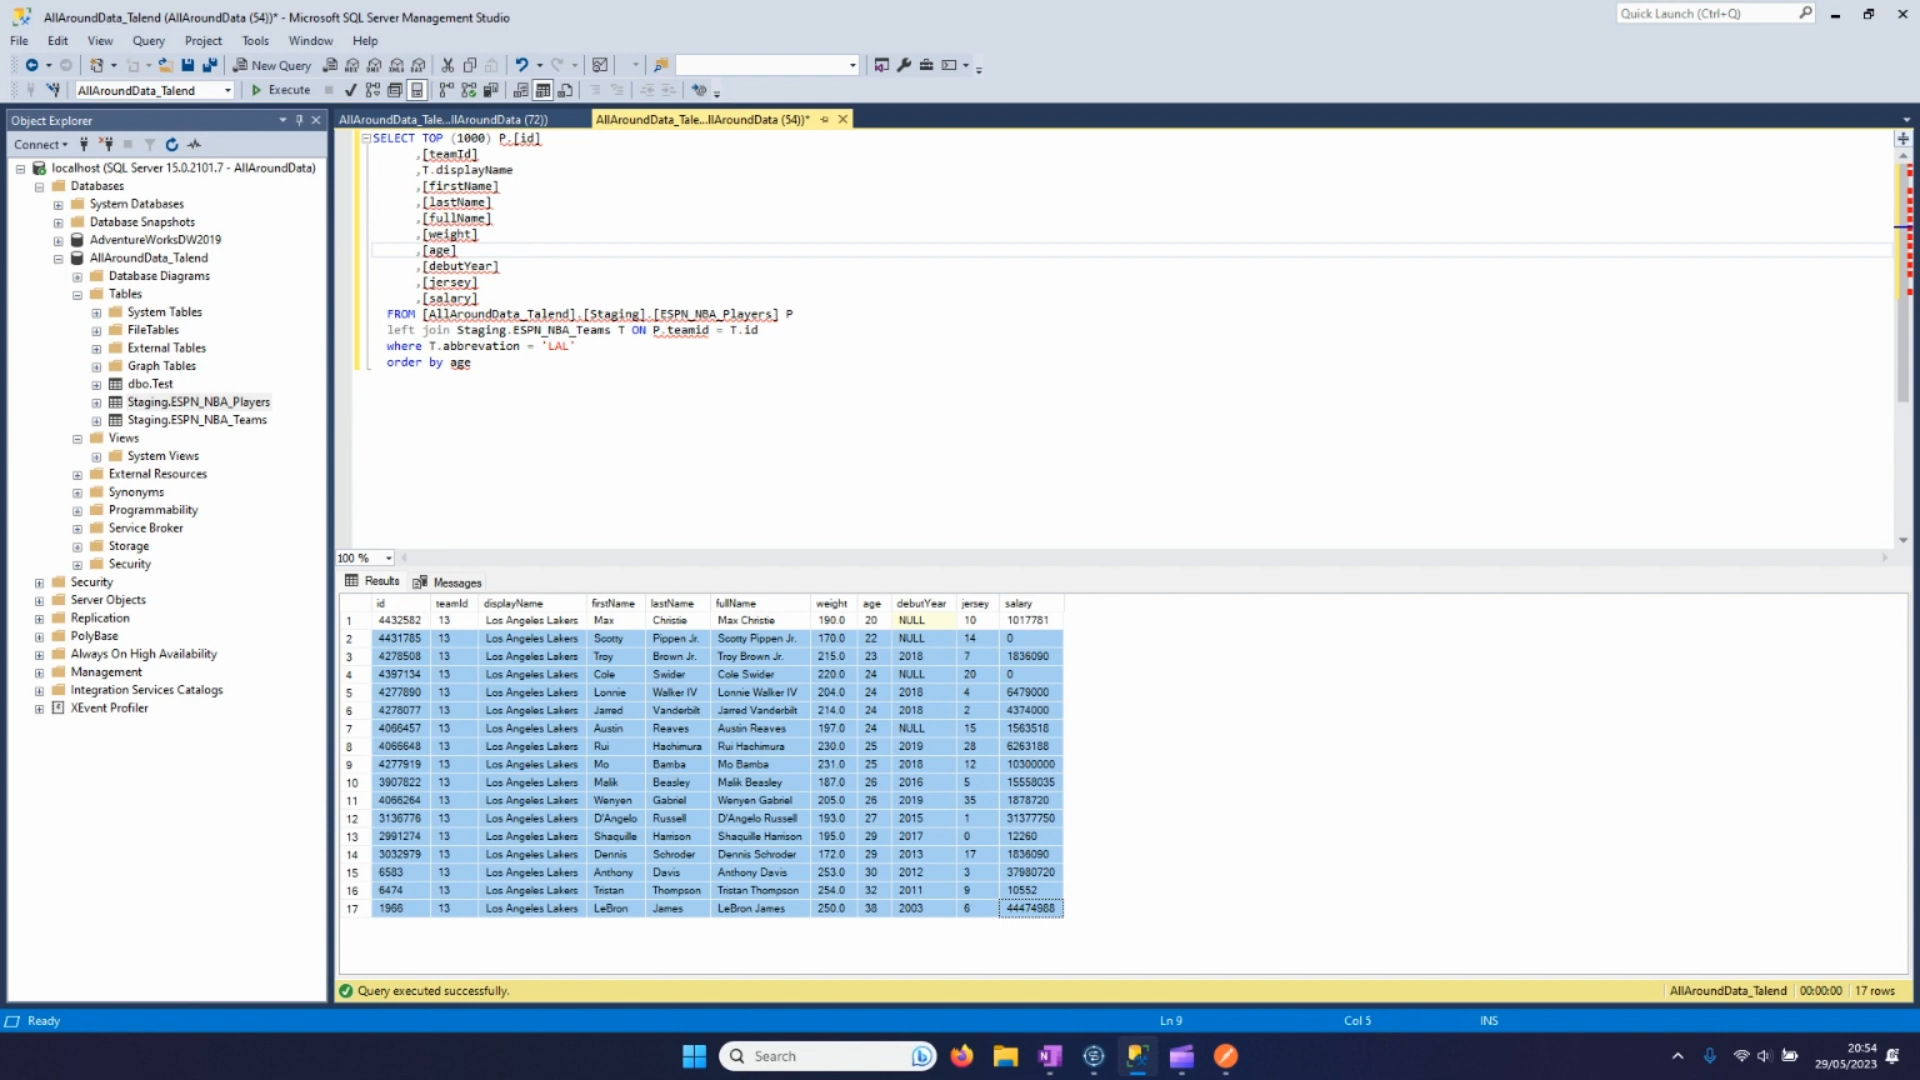 AllAroundData_Talend (AllAroundData (54))* - Microsoft SQL Server Management Studio
Quick Launch (Ctrl+Q)
File Edit View Query Project Tools Window Help
New Query
AllAroundData_Talend Execute
Object Explorer
AllAroundData_Tale...llAroundData (72))
AllAroundData_Tale...llAroundData (54))*
Connect
localhost (SQL Server 15.0.2101.7 - AllAroundData)
Databases
System Databases
Database Snapshots
AdventureWorksDW2019
AllAroundData_Talend
Database Diagrams
Tables
System Tables
FileTables
External Tables
Graph Tables
dbo.Test
Staging.ESPN_NBA_Players
Staging.ESPN_NBA_Teams
Views
System Views
External Resources
Synonyms
Programmability
Service Broker
Storage
Security
Security
Server Objects
Replication
PolyBase
Always On High Availability
Management
Integration Services Catalogs
XEvent Profiler
SELECT TOP (1000) P.[id]
,[teamId]
,T.displayName
,[firstName]
,[lastName]
,[fullName]
,[weight]
,[age]
,[debutYear]
,[jersey]
,[salary]
FROM [AllAroundData_Talend].[Staging].[ESPN_NBA_Players] P
left join Staging.ESPN_NBA_Teams T ON P.teamid = T.id
where T.abbrevation = 'LAL'
order by age
100 %
Results Messages
id teamId displayName firstName lastName fullName weight age debutYear jersey salary
1 4432582 13 Los Angeles Lakers Max Christie Max Christie 190.0 20 NULL 10 1017781
2 4431785 13 Los Angeles Lakers Scotty Pippen Jr. Scotty Pippen Jr. 170.0 22 NULL 14 0
3 4278508 13 Los Angeles Lakers Troy Brown Jr. Troy Brown Jr. 215.0 23 2018 7 1836090
4 4397134 13 Los Angeles Lakers Cole Swider Cole Swider 220.0 24 NULL 20 0
5 4277890 13 Los Angeles Lakers Lonnie Walker IV Lonnie Walker IV 204.0 24 2018 4 6479000
6 4278077 13 Los Angeles Lakers Jarred Vanderbilt Jarred Vanderbilt 214.0 24 2018 2 4374000
7 4066457 13 Los Angeles Lakers Austin Reaves Austin Reaves 197.0 24 NULL 15 1563518
8 4066648 13 Los Angeles Lakers Rui Hachimura Rui Hachimura 230.0 25 2019 28 6263188
9 4277919 13 Los Angeles Lakers Mo Bamba Mo Bamba 231.0 25 2018 12 10300000
10 3907822 13 Los Angeles Lakers Malik Beasley Malik Beasley 187.0 26 2016 5 15558035
11 4066264 13 Los Angeles Lakers Wenyen Gabriel Wenyen Gabriel 205.0 26 2019 35 1878720
12 3136776 13 Los Angeles Lakers D'Angelo Russell D'Angelo Russell 193.0 27 2015 1 31377750
13 2991274 13 Los Angeles Lakers Shaquille Harrison Shaquille Harrison 195.0 29 2017 0 12260
14 3032979 13 Los Angeles Lakers Dennis Schroder Dennis Schroder 172.0 29 2013 17 1836090
15 6583 13 Los Angeles Lakers Anthony Davis Anthony Davis 253.0 30 2012 3 37980720
16 6474 13 Los Angeles Lakers Tristan Thompson Tristan Thompson 254.0 32 2011 9 10552
17 1966 13 Los Angeles Lakers LeBron James LeBron James 250.0 38 2003 6 44474988
Query executed successfully.
AllAroundData_Talend 00:00:00 17 rows
Ready Ln 9 Col 5 INS
Search
20:54
29/05/2023